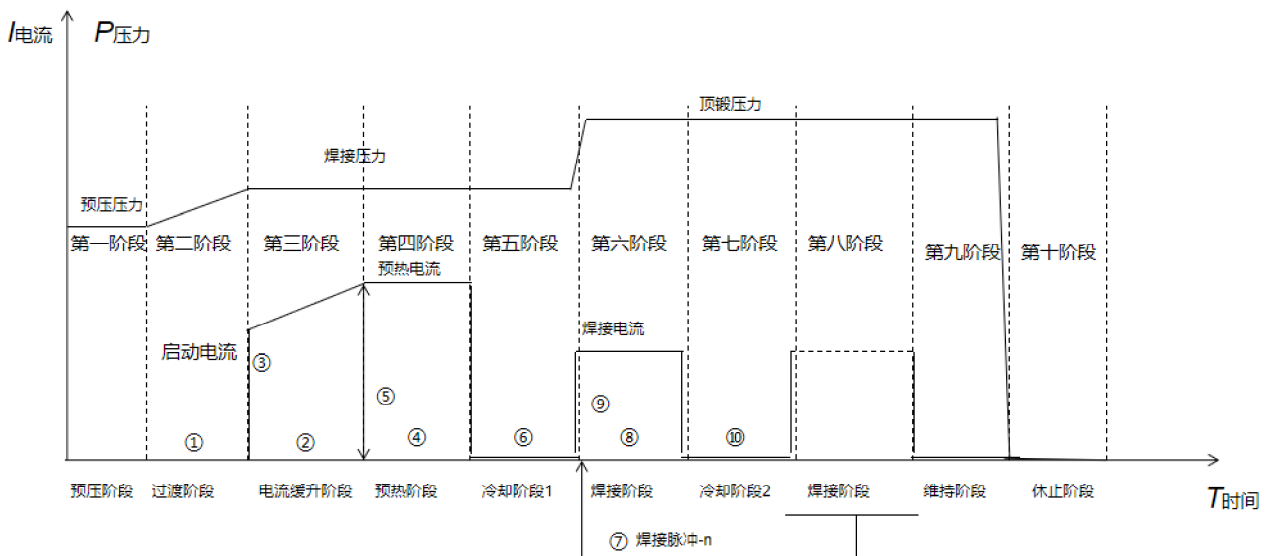 I电流 P压力
顶锻压力
焊接压力
预压压力
第一阶段 第二阶段 第三阶段 第四阶段 第五阶段 第六阶段 第七阶段 第八阶段 第九阶段 第十阶段
预热电流
焊接电流
启动电流
③
⑤
⑨
① ② ④ ⑥ ⑧ ⑩
预压阶段 过渡阶段 电流缓升阶段 预热阶段 冷却阶段1 焊接阶段 冷却阶段2 焊接阶段 维持阶段 休止阶段
T时间
⑦ 焊接脉冲-n